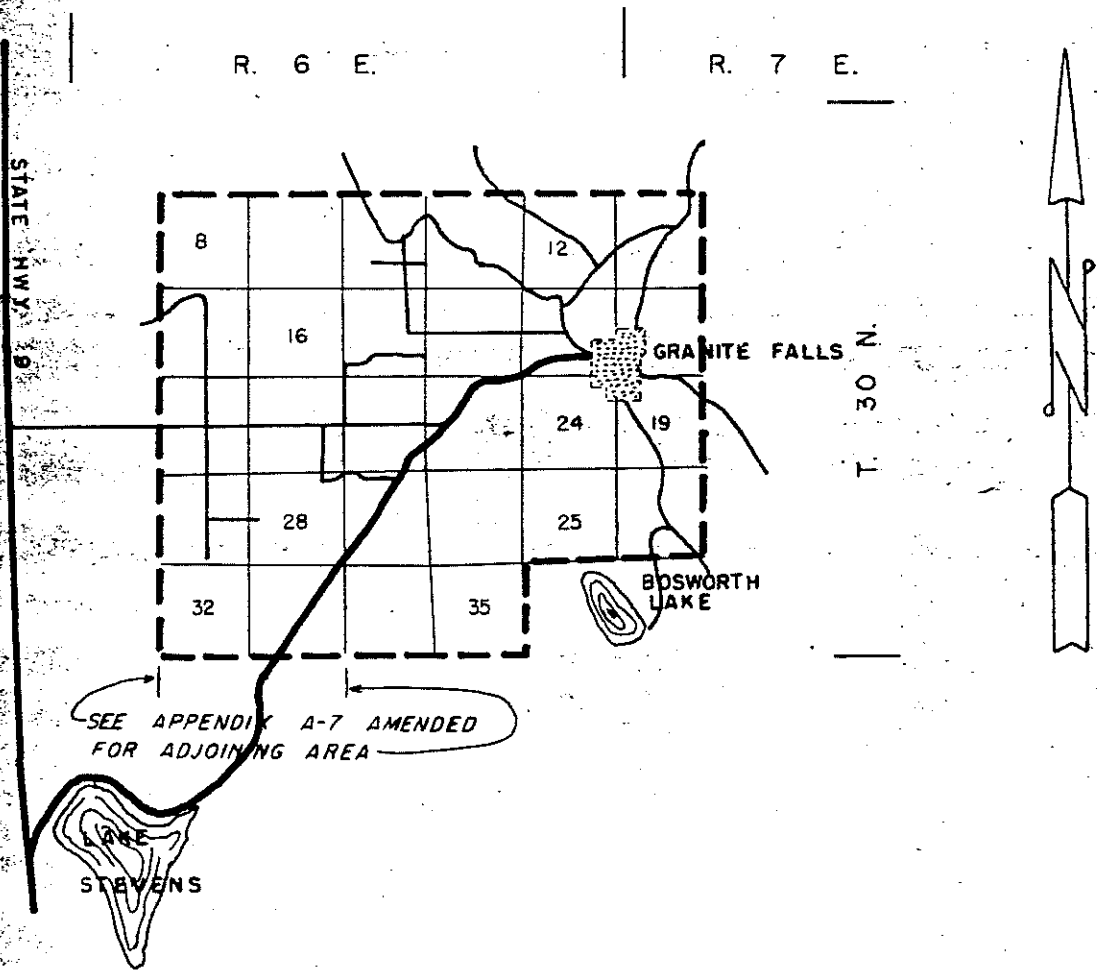 R. 6 E.
R. 7 E.
STATE HWY. 9
8
12
16
GRANITE FALLS
T. 30 N.
24
19
28
25
BOSWORTH
LAKE
32
35
SEE APPENDIX A-7 AMENDED
FOR ADJOINING AREA
LAKE
STEVENS
N